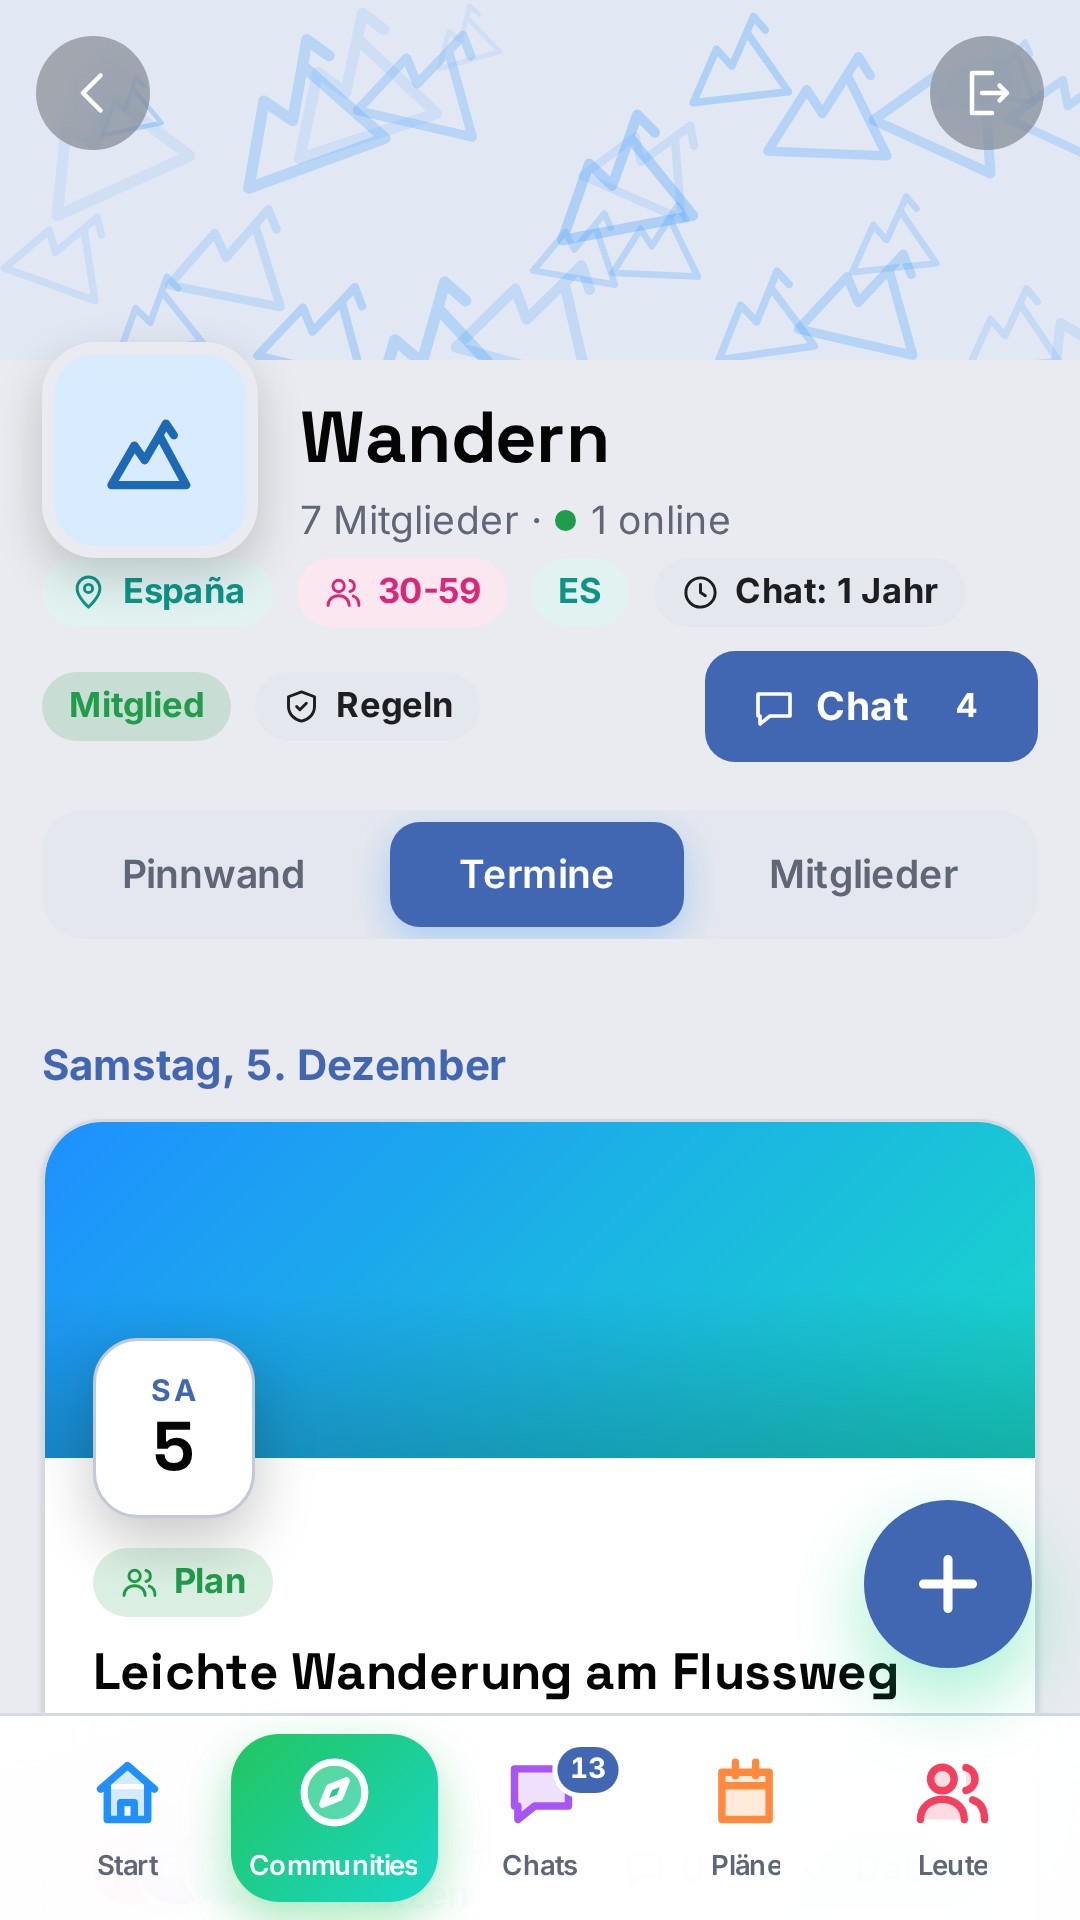 Wandern
7 Mitglieder · 1 online
España 30-59 ES Chat: 1 Jahr
Mitglied Regeln Chat 4
Pinnwand Termine Mitglieder
Samstag, 5. Dezember
SA
5
Plan
Leichte Wanderung am Flussweg
13
Start Communities Chats Pläne Leute